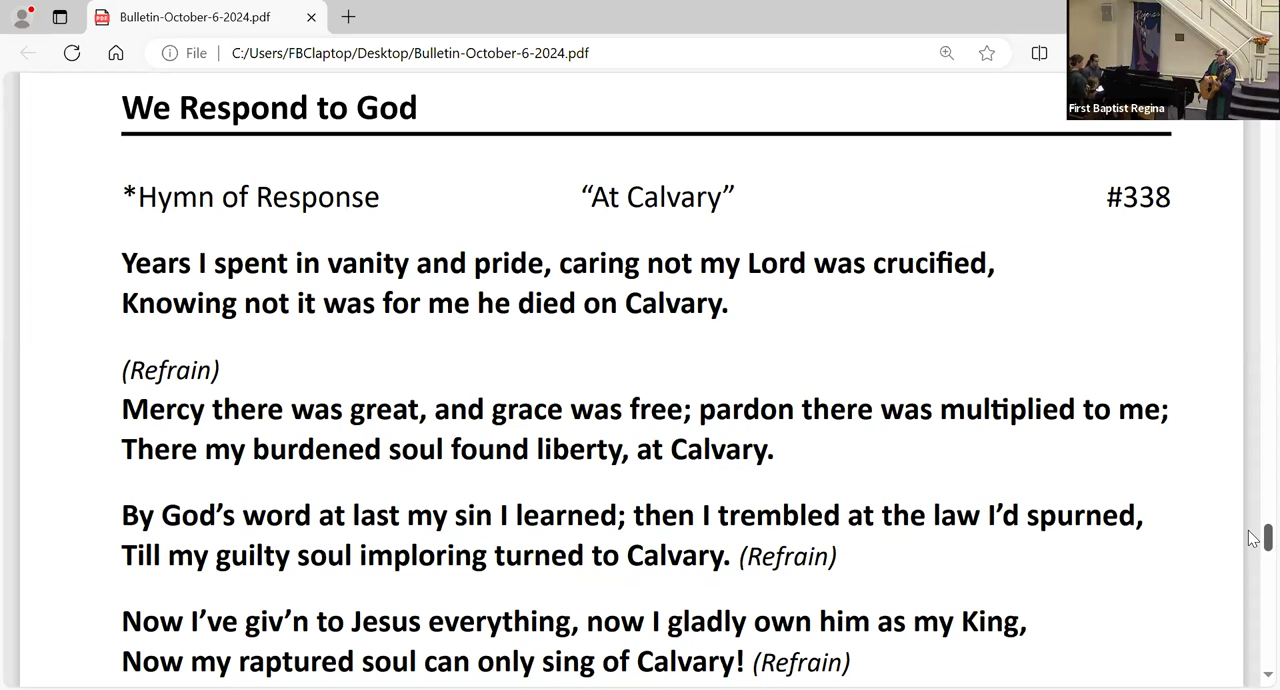 Bulletin-October-6-2024.pdf
File
C:/Users/FBClaptop/Desktop/Bulletin-October-6-2024.pdf
First Baptist Regina
We Respond to God
*Hymn of Response “At Calvary” #338
Years I spent in vanity and pride, caring not my Lord was crucified,
Knowing not it was for me he died on Calvary.
(Refrain)
Mercy there was great, and grace was free; pardon there was multiplied to me;
There my burdened soul found liberty, at Calvary.
By God’s word at last my sin I learned; then I trembled at the law I’d spurned,
Till my guilty soul imploring turned to Calvary. (Refrain)
Now I’ve giv’n to Jesus everything, now I gladly own him as my King,
Now my raptured soul can only sing of Calvary! (Refrain)